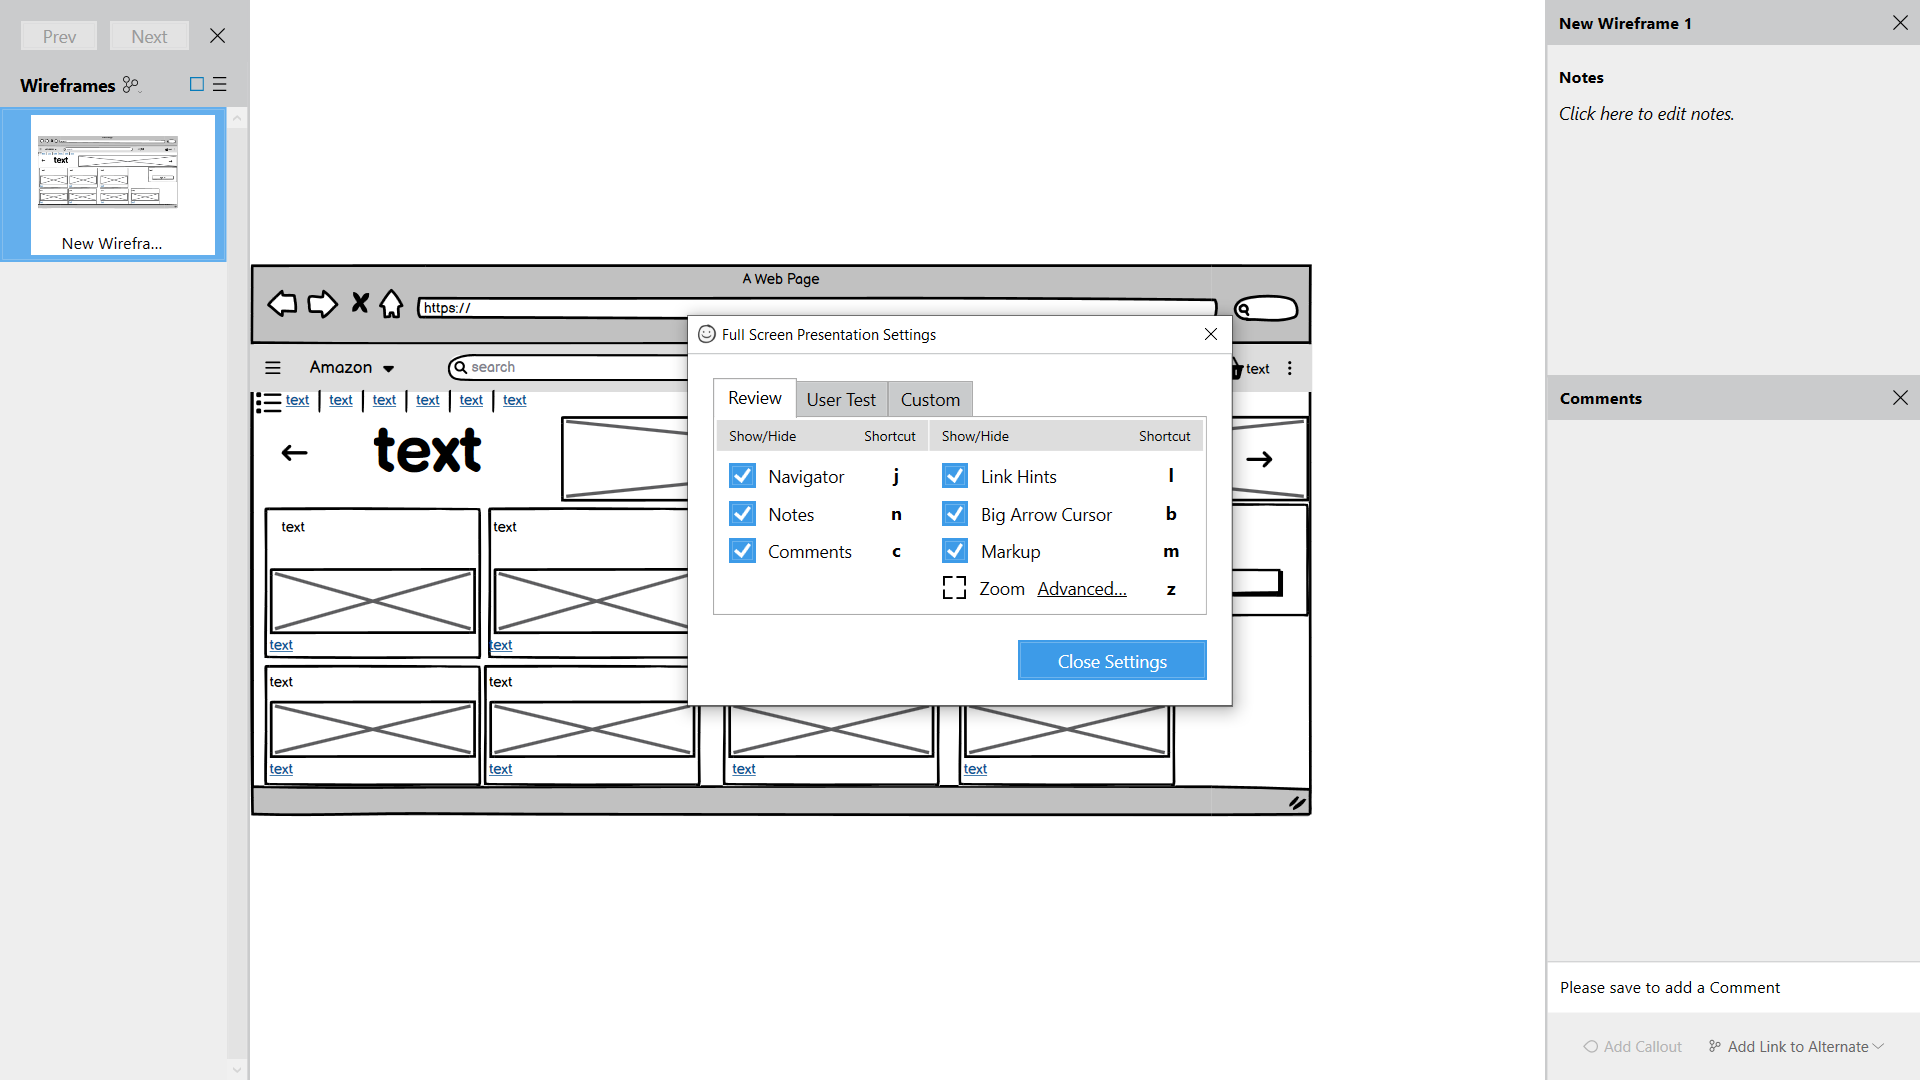 Prev Next
Wireframes
text
New Wirefra...
A Web Page
https://
Amazon search
text
text text text text text text
text
text text
text text
text text
text text text text
Full Screen Presentation Settings
Review User Test Custom
Show/Hide Shortcut Show/Hide Shortcut
Navigator j Link Hints l
Notes n Big Arrow Cursor b
Comments c Markup m
Zoom Advanced... z
Close Settings
New Wireframe 1
Notes
Click here to edit notes.
Comments
Please save to add a Comment
Add Callout Add Link to Alternate